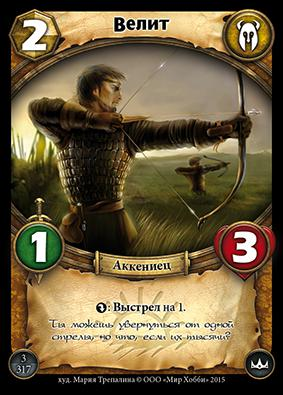 2
Велит
1
3
Аккениец
❸: Выстрел на 1.
Ты можешь увернуться от одной
стрелы, но что, если их тысячи?
3
317
худ. Мария Трепалина © ООО «Мир Хобби» 2015